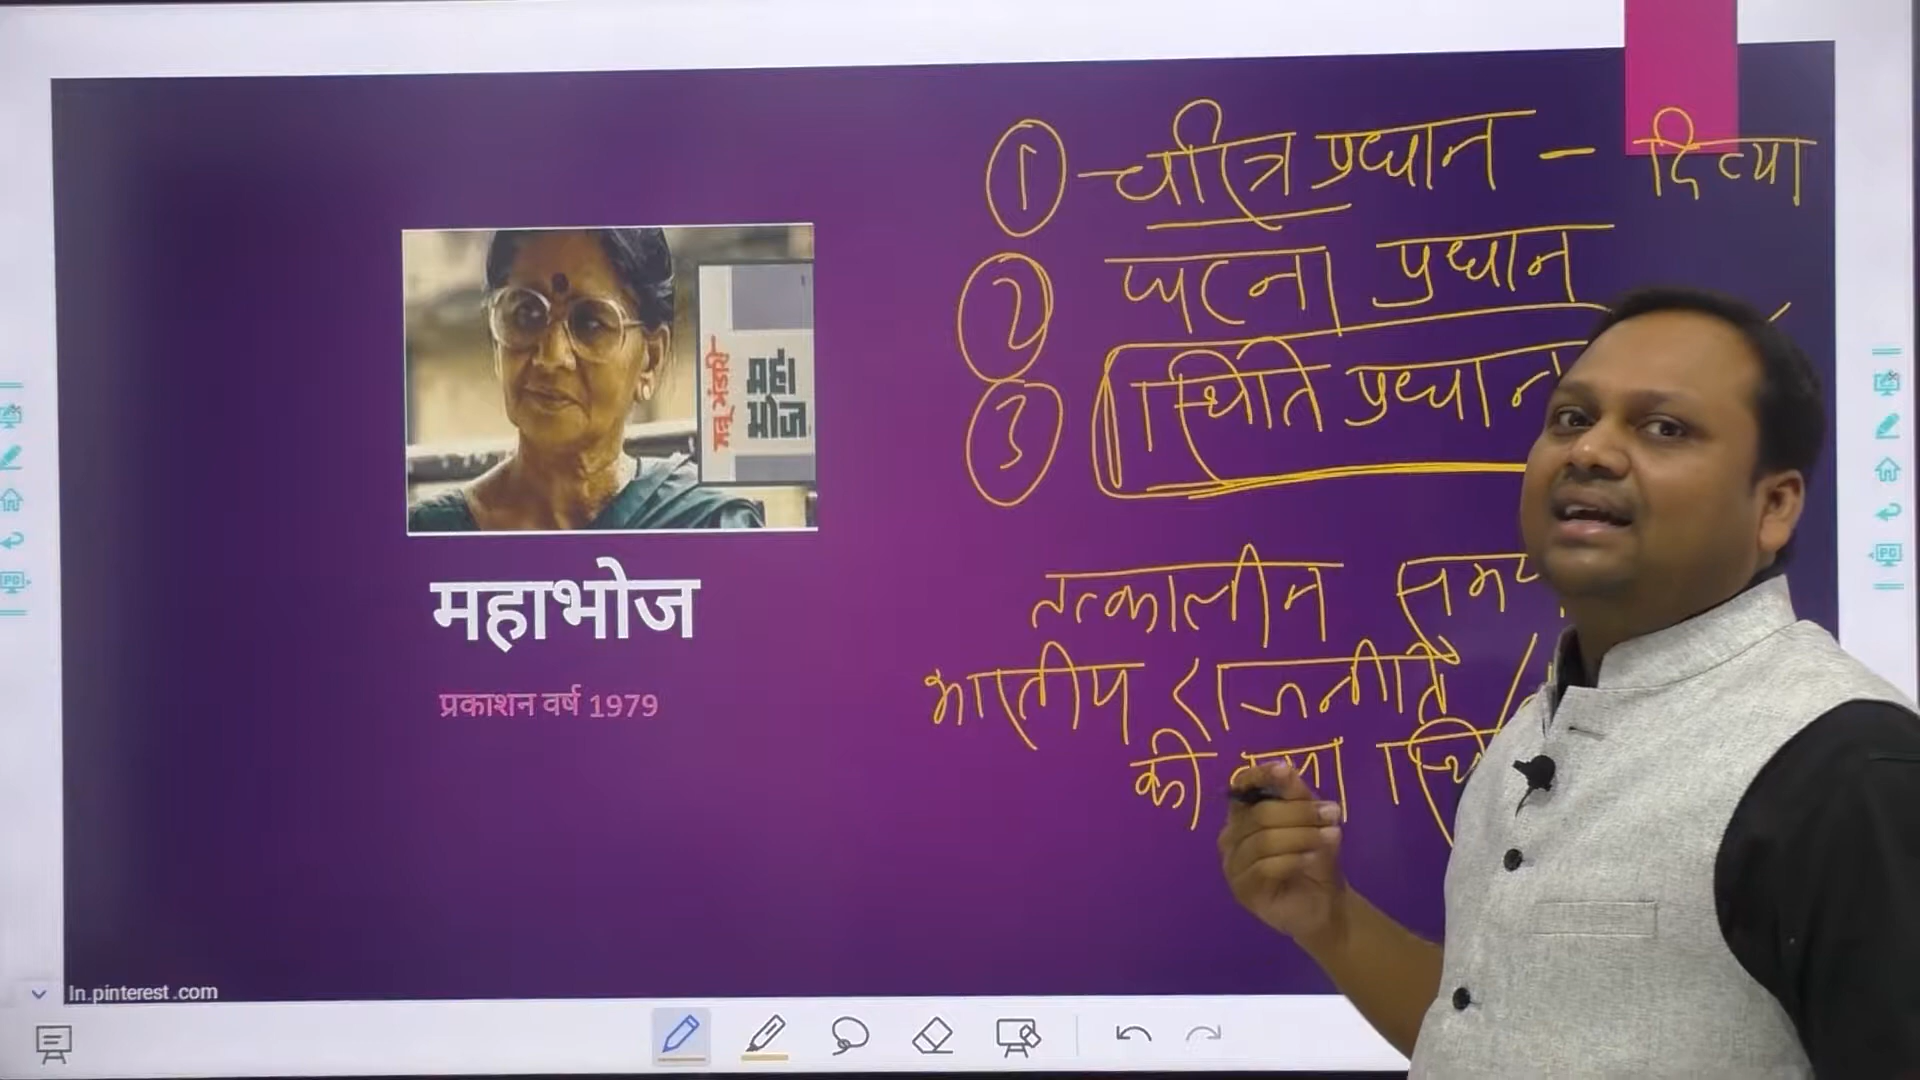 ① चरित्र प्रधान – दिव्या
② घटना प्रधान
③ स्थिति प्रधान
मन्नू भंडारी
महा
भोज
महाभोज
प्रकाशन वर्ष 1979
तत्कालीन समय
भारतीय राजनीति /
की क्या
In.pinterest.com